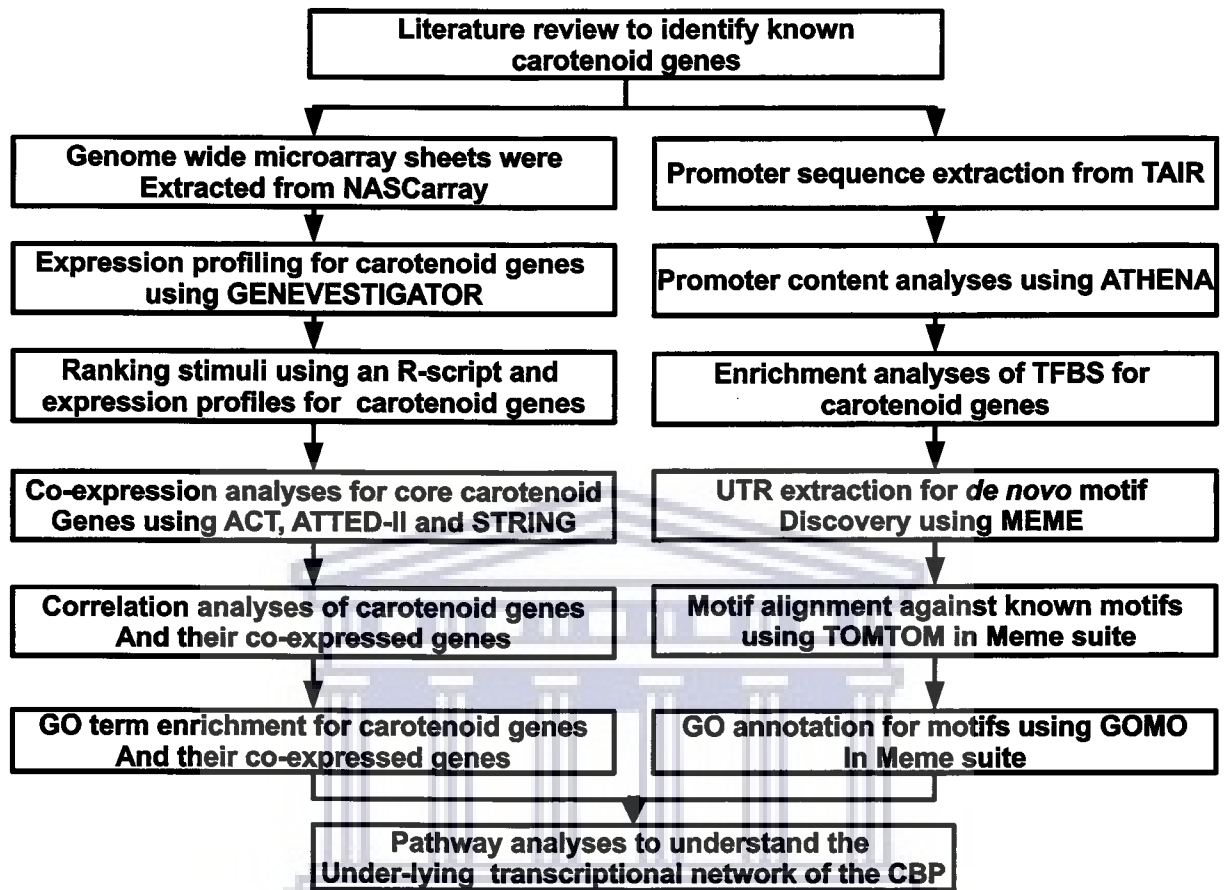 Literature review to identify known
carotenoid genes
Genome wide microarray sheets were
Extracted from NASCarray
Expression profiling for carotenoid genes
using GENEVESTIGATOR
Ranking stimuli using an R-script and
expression profiles for carotenoid genes
Co-expression analyses for core carotenoid
Genes using ACT, ATTED-II and STRING
Correlation analyses of carotenoid genes
And their co-expressed genes
GO term enrichment for carotenoid genes
And their co-expressed genes
Promoter sequence extraction from TAIR
Promoter content analyses using ATHENA
Enrichment analyses of TFBS for
carotenoid genes
UTR extraction for de novo motif
Discovery using MEME
Motif alignment against known motifs
using TOMTOM in Meme suite
GO annotation for motifs using GOMO
In Meme suite
Pathway analyses to understand the
Under-lying transcriptional network of the CBP